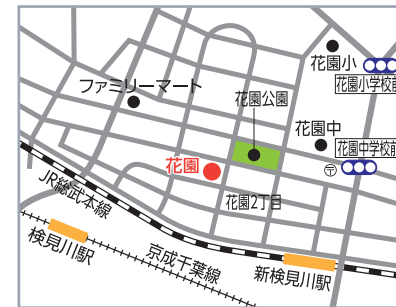 花園小
花園小学校前
ファミリーマート
花園公園
花園中
花園中学校前
〶
花園
花園2丁目
JR総武本線
検見川駅
京成千葉線
新検見川駅